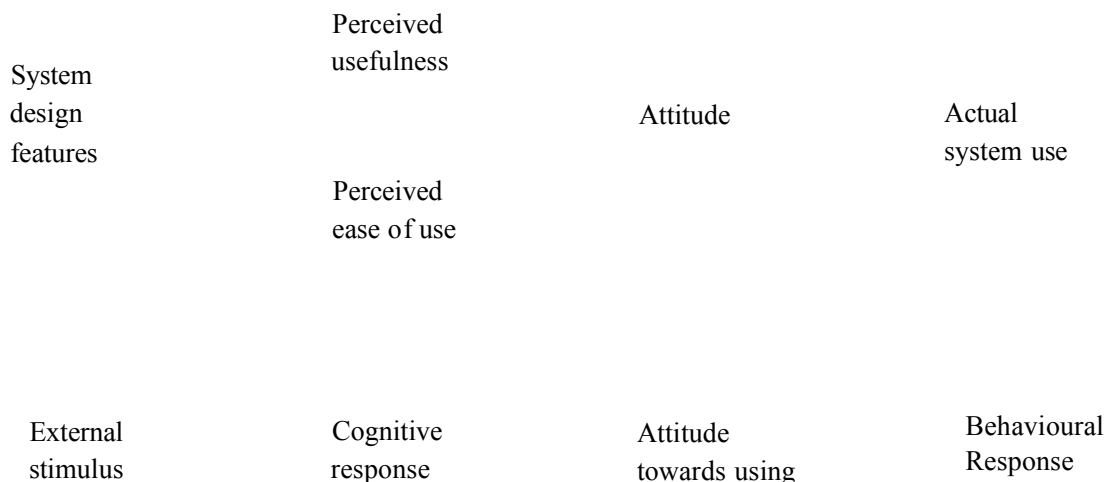 Perceived
usefulness
System
design
features
Attitude
Actual
system use
Perceived
ease of use
External
stimulus
Cognitive
response
Attitude
towards using
Behavioural
Response